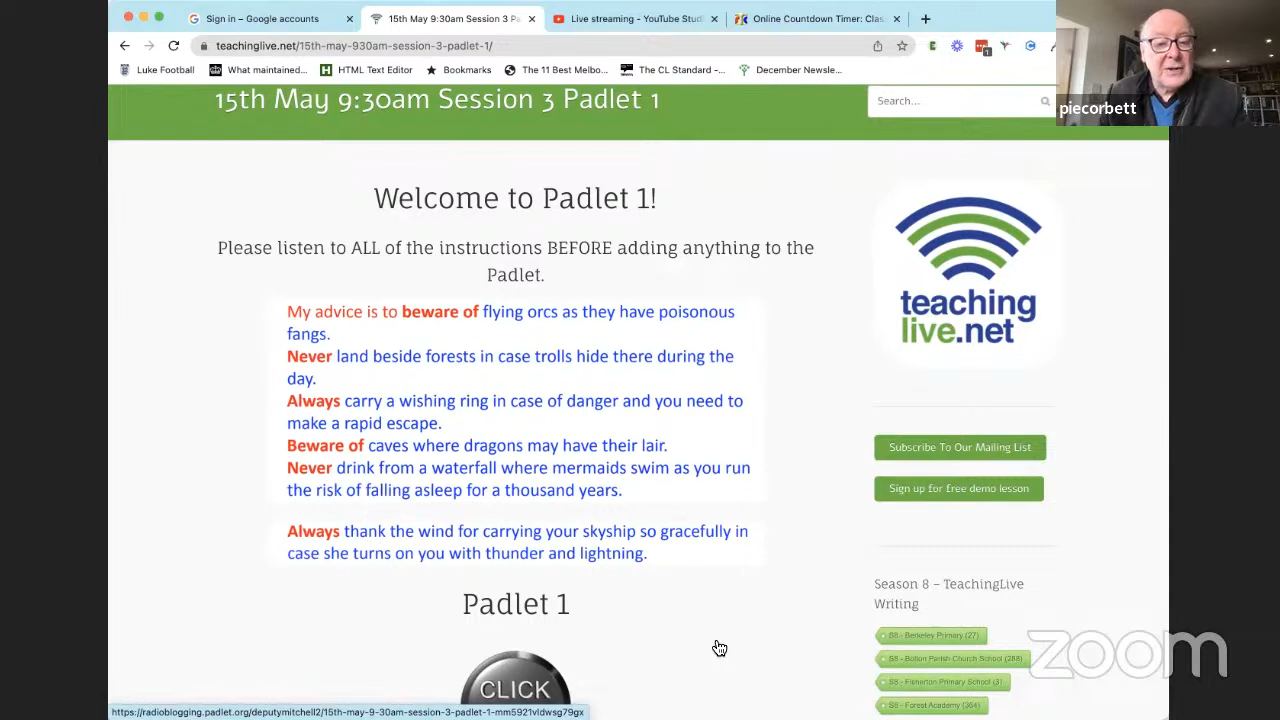 Sign in – Google accounts
15th May 9:30am Session 3 Pa
Live streaming - YouTube Stud
Online Countdown Timer: Clas
teachinglive.net/15th-may-930am-session-3-padlet-1/
1
Luke Football
What maintained...
HTML Text Editor
Bookmarks
The 11 Best Melbo...
The CL Standard -...
December Newsle...
piecorbett
15th May 9:30am Session 3 Padlet 1
Search...
Welcome to Padlet 1!
Please listen to ALL of the instructions BEFORE adding anything to the
Padlet.
My advice is to beware of flying orcs as they have poisonous
fangs.
Never land beside forests in case trolls hide there during the
day.
Always carry a wishing ring in case of danger and you need to
make a rapid escape.
Beware of caves where dragons may have their lair.
Never drink from a waterfall where mermaids swim as you run
the risk of falling asleep for a thousand years.
Always thank the wind for carrying your skyship so gracefully in
case she turns on you with thunder and lightning.
Padlet 1
CLICK
teaching
live.net
Subscribe To Our Mailing List
Sign up for free demo lesson
Season 8 – TeachingLive
Writing
S8 - Berkeley Primary (27)
S8 - Bolton Parish Church School (288)
S8 - Fisherton Primary School (3)
S8 - Forest Academy (364)
zoom
https://radioblogging.padlet.org/deputymitchell2/15th-may-9-30am-session-3-padlet-1-mm5921vldwsg79gx